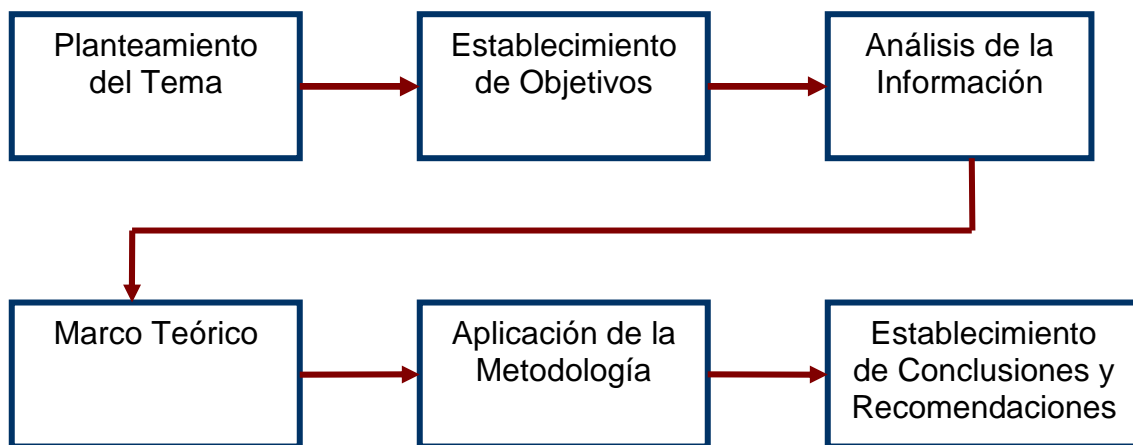 Planteamiento
del Tema
Establecimiento
de Objetivos
Análisis de la
Información
Marco Teórico
Aplicación de la
Metodología
Establecimiento
de Conclusiones y
Recomendaciones